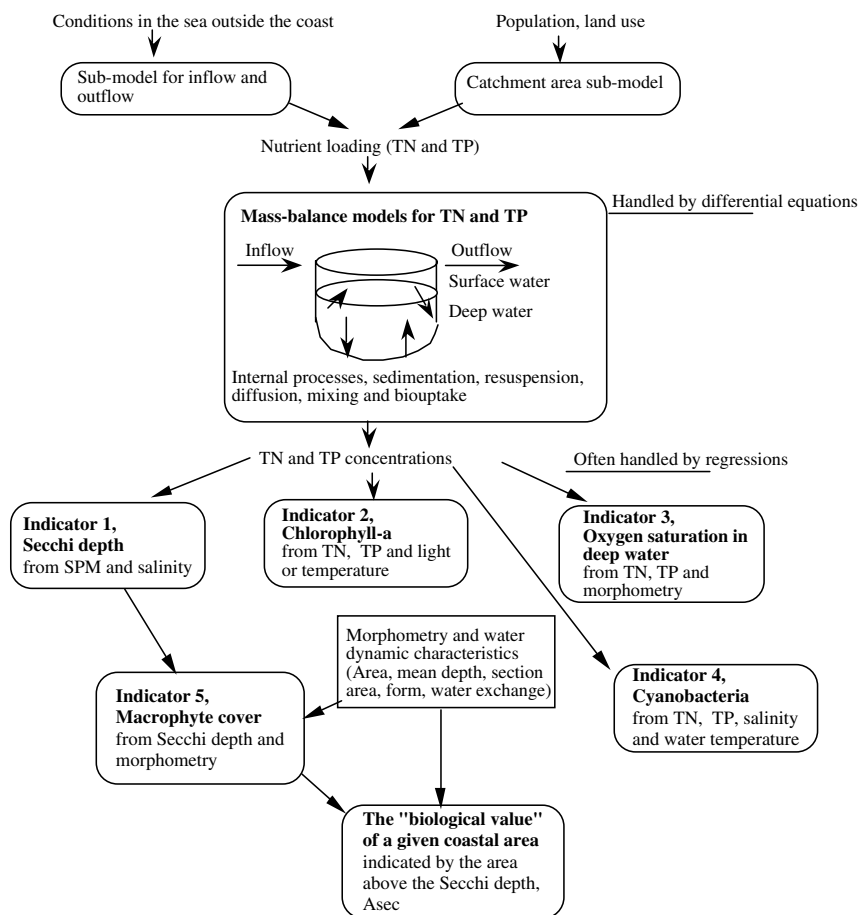 Conditions in the sea outside the coast
Population, land use
Sub-model for inflow and
outflow
Catchment area sub-model
Nutrient loading (TN and TP)
Handled by differential equations
Mass-balance models for TN and TP
Inflow
Outflow
Surface water
Deep water
Internal processes, sedimentation, resuspension,
diffusion, mixing and biouptake
TN and TP concentrations
Often handled by regressions
Indicator 1,
Secchi depth
from SPM and salinity
Indicator 2,
Chlorophyll-a
from TN, TP and light
or temperature
Indicator 3,
Oxygen saturation in
deep water
from TN, TP and
morphometry
Morphometry and water
dynamic characteristics
(Area, mean depth, section
area, form, water exchange)
Indicator 4,
Cyanobacteria
from TN, TP, salinity
and water temperature
Indicator 5,
Macrophyte cover
from Secchi depth and
morphometry
The "biological value"
of a given coastal area
indicated by the area
above the Secchi depth,
Asec